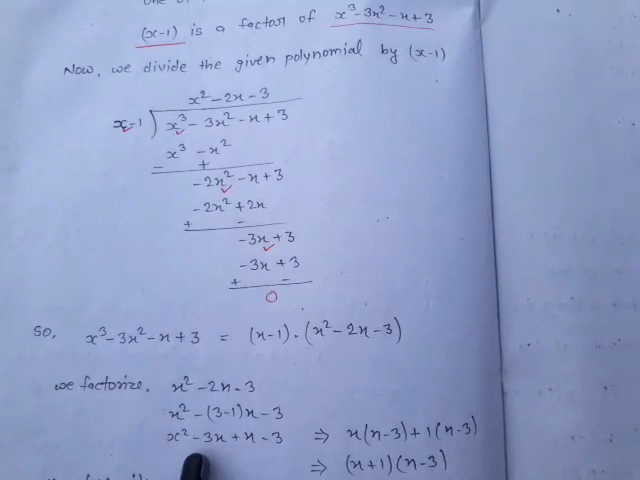 (x-1) is a factor of x³-3x²-x+3
Now, we divide the given polynomial by (x-1)
x²-2x-3
x-1 ) x³-3x²-x+3
x³-x²
- +
-2x²-x+3
-2x²+2x
+ -
-3x+3
-3x+3
+ -
0
So, x³-3x²-x+3 = (x-1).(x²-2x-3)
we factorize, x²-2x-3
x²-(3-1)x-3
x²-3x+x-3 ⇒ x(x-3)+1(x-3)
⇒ (x+1)(x-3)